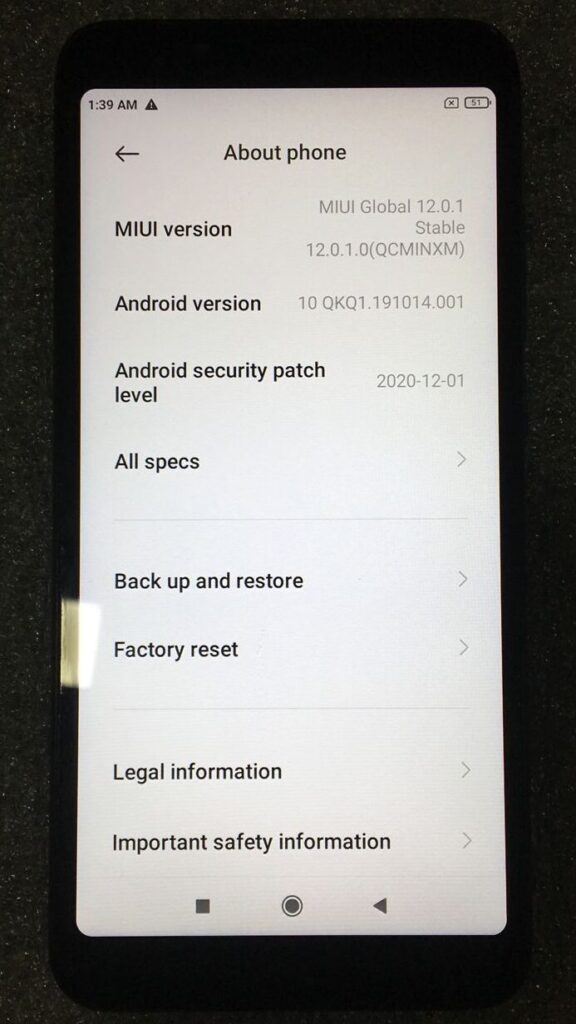 1:39 AM 51
About phone
MIUI version
MIUI Global 12.0.1
Stable
12.0.1.0(QCMINXM)
Android version 10 QKQ1.191014.001
Android security patch
level
2020-12-01
All specs
Back up and restore
Factory reset
Legal information
Important safety information